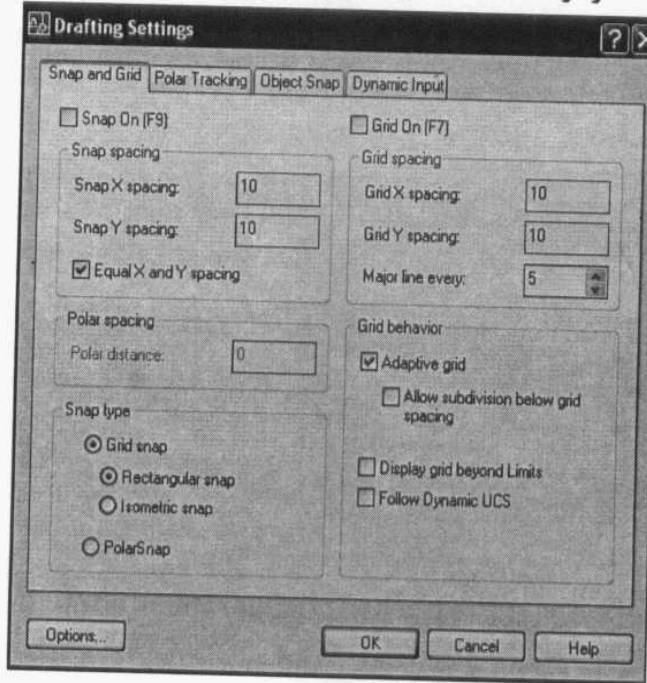 Drafting Settings
Snap and Grid Polar Tracking Object Snap Dynamic Input
Snap On (F9)
Snap spacing
Snap X spacing: 10
Snap Y spacing: 10
Equal X and Y spacing
Polar spacing
Polar distance: 0
Snap type
Grid snap
Rectangular snap
Isometric snap
PolarSnap
Grid On (F7)
Grid spacing
Grid X spacing: 10
Grid Y spacing: 10
Major line every: 5
Grid behavior
Adaptive grid
Allow subdivision below grid
spacing
Display grid beyond Limits
Follow Dynamic UCS
Options... OK Cancel Help